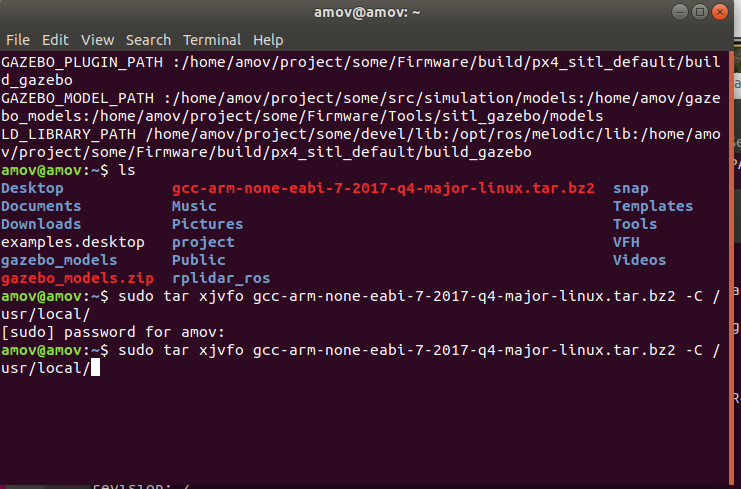 amov@amov: ~
File Edit View Search Terminal Help
GAZEBO_PLUGIN_PATH :/home/amov/project/some/Firmware/build/px4_sitl_default/buil
d_gazebo
GAZEBO_MODEL_PATH :/home/amov/project/some/src/simulation/models:/home/amov/gaze
bo_models:/home/amov/project/some/Firmware/Tools/sitl_gazebo/models
LD_LIBRARY_PATH /home/amov/project/some/devel/lib:/opt/ros/melodic/lib:/home/amo
v/project/some/Firmware/build/px4_sitl_default/build_gazebo
amov@amov:~$ ls
Desktop gcc-arm-none-eabi-7-2017-q4-major-linux.tar.bz2 snap
Documents Music Templates
Downloads Pictures Tools
examples.desktop project VFH
gazebo_models Public Videos
gazebo_models.zip rplidar_ros
amov@amov:~$ sudo tar xjvfo gcc-arm-none-eabi-7-2017-q4-major-linux.tar.bz2 -C /
usr/local/
[sudo] password for amov:
amov@amov:~$ sudo tar xjvfo gcc-arm-none-eabi-7-2017-q4-major-linux.tar.bz2 -C /
usr/local/